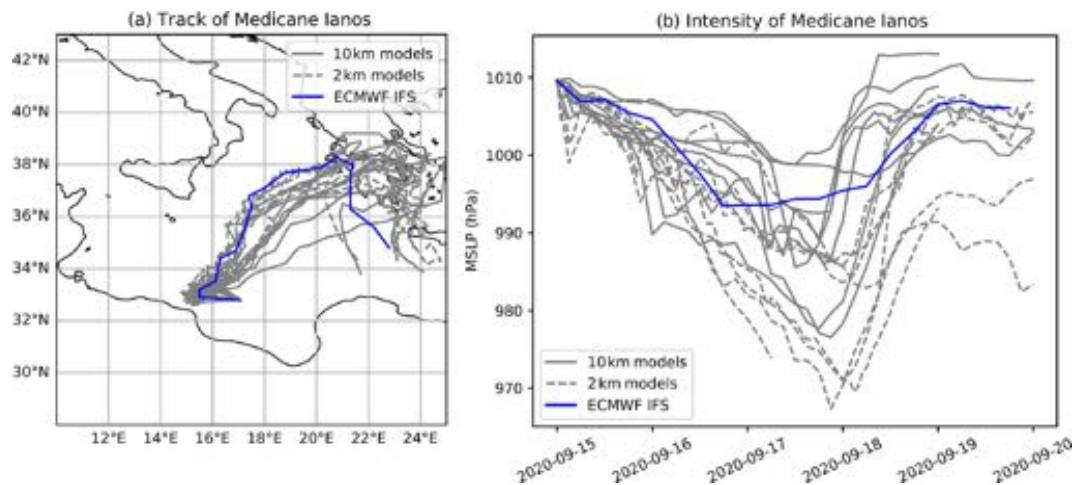 (a) Track of Medicane Ianos
10km models
2km models
ECMWF IFS
42°N
40°N
38°N
36°N
34°N
32°N
30°N
12°E 14°E 16°E 18°E 20°E 22°E 24°E
(b) Intensity of Medicane Ianos
MSLP (hPa)
1010
1000
990
980
970
10km models
2km models
ECMWF IFS
2020-09-15 2020-09-16 2020-09-17 2020-09-18 2020-09-19 2020-09-20